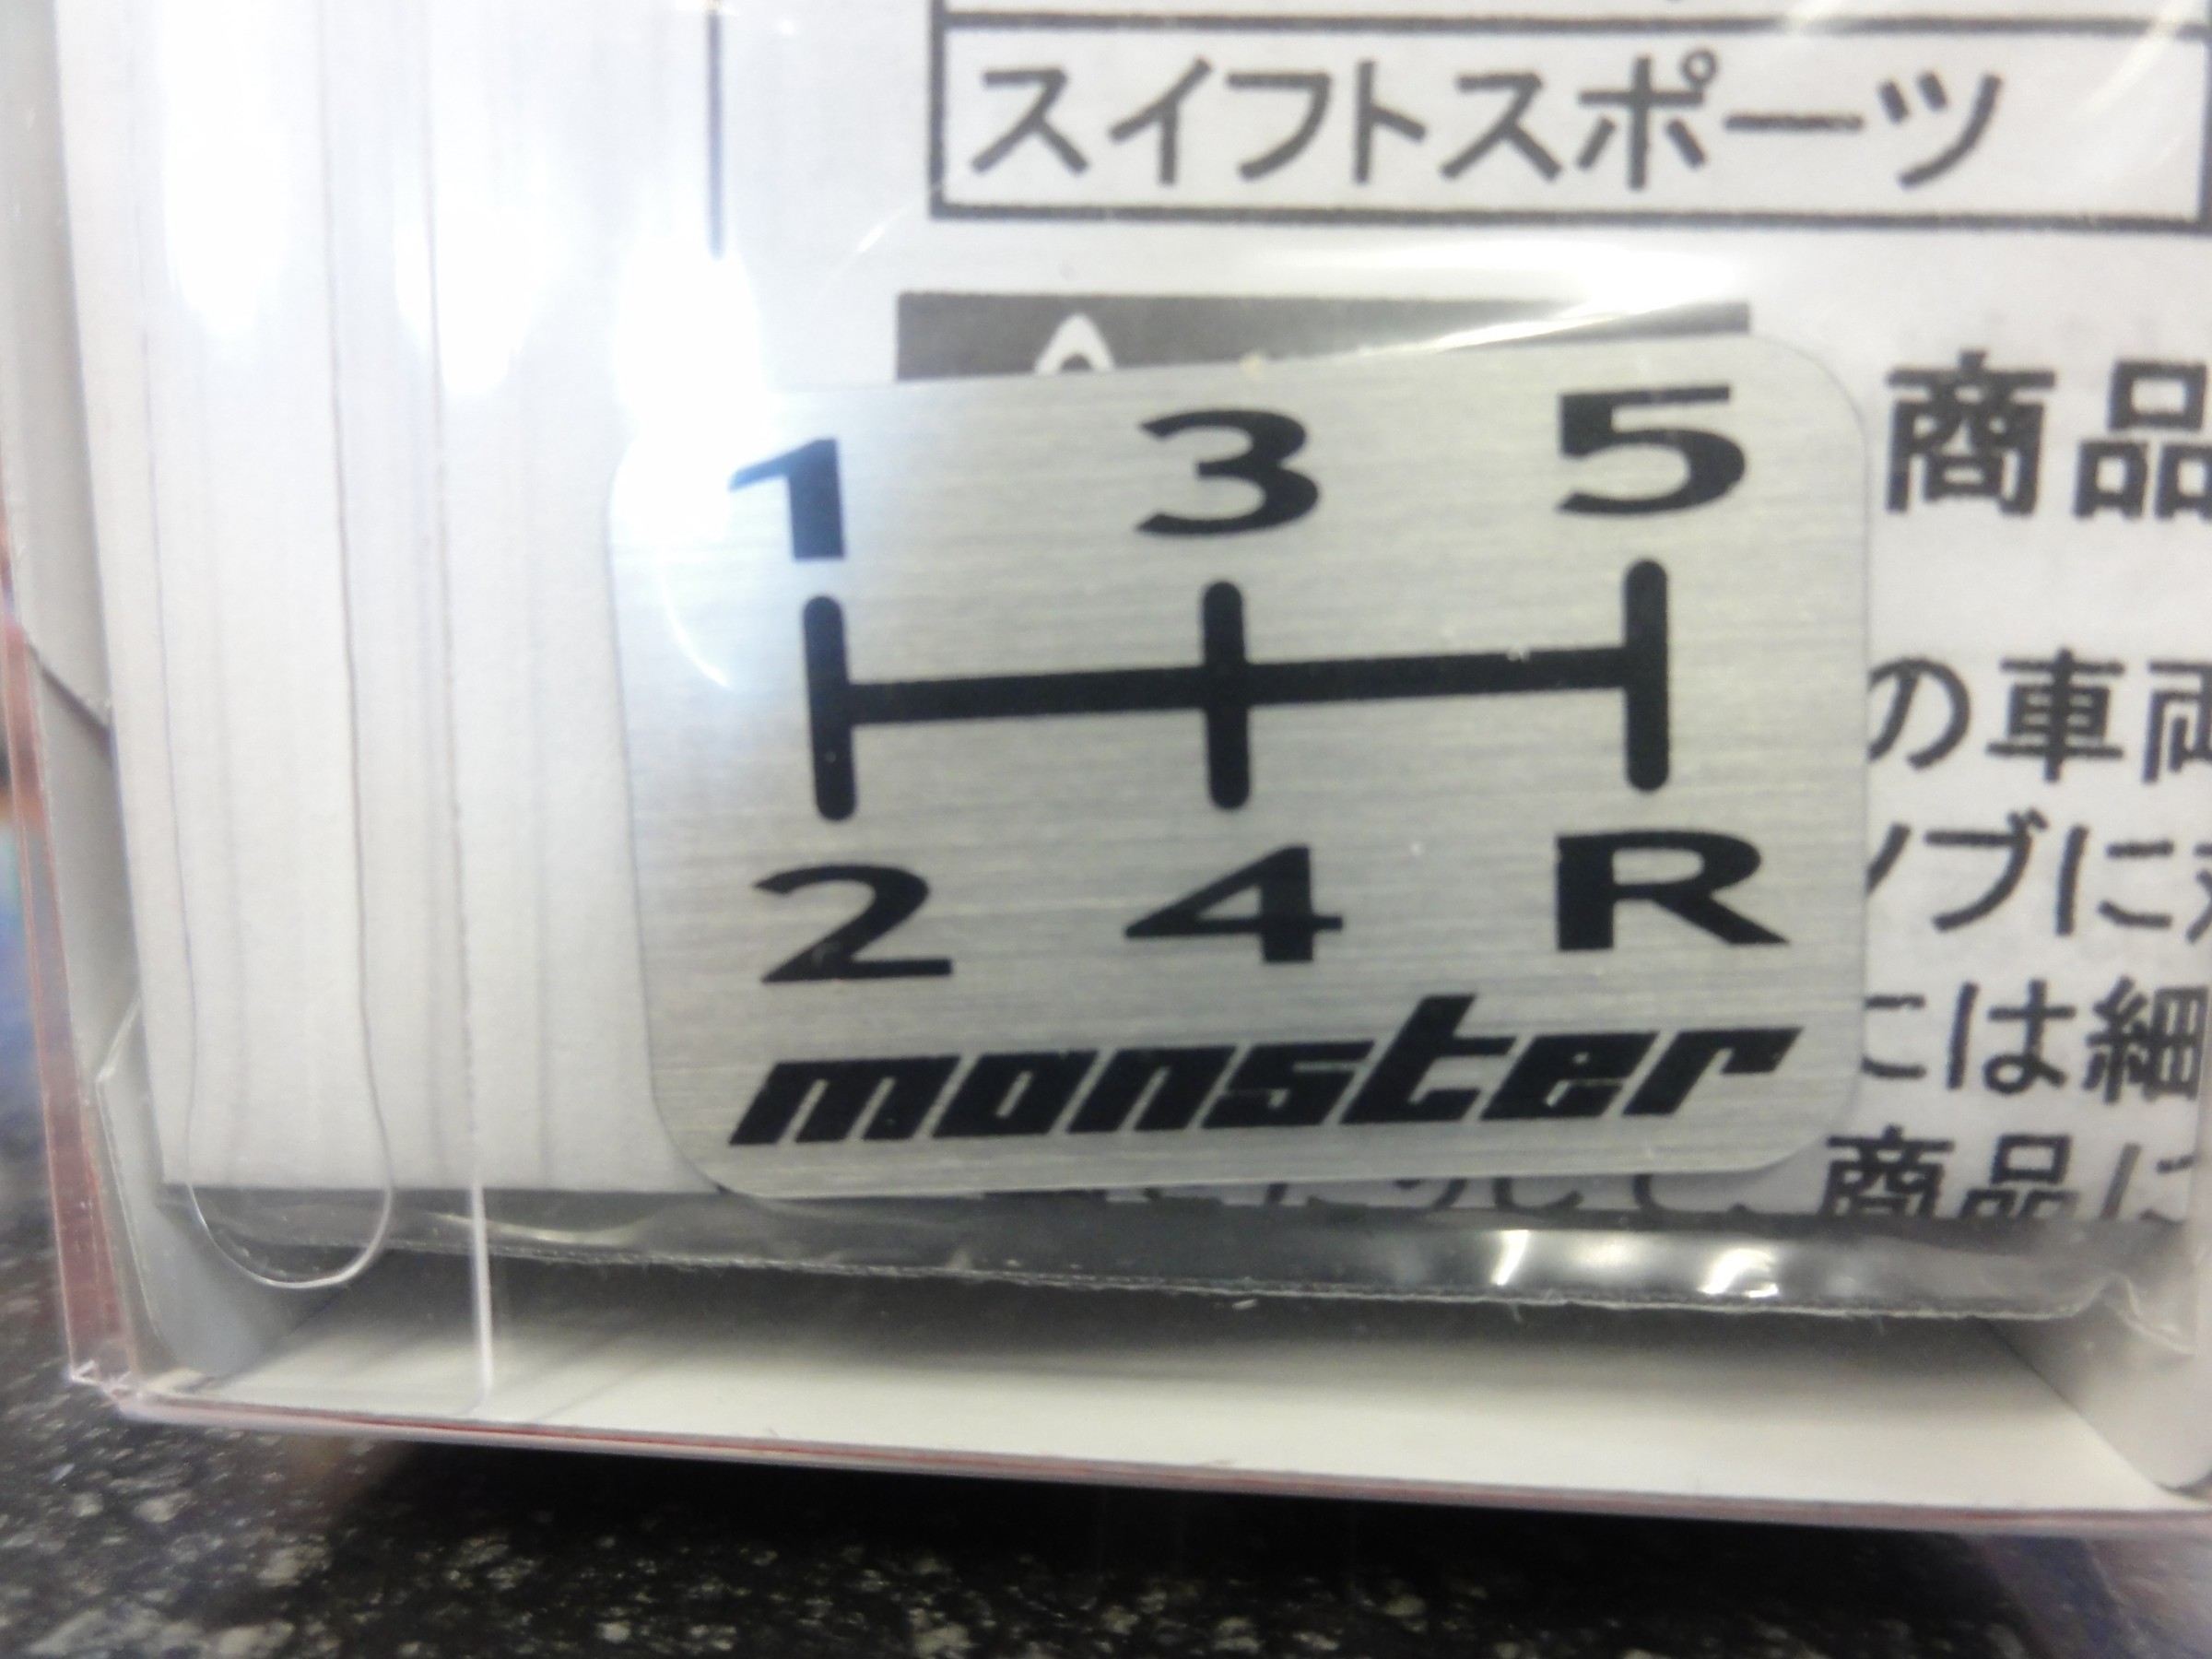 スイフトスポーツ
1 3 5
2 4 R
monster
商品
の車両
ブに
には細
商品に